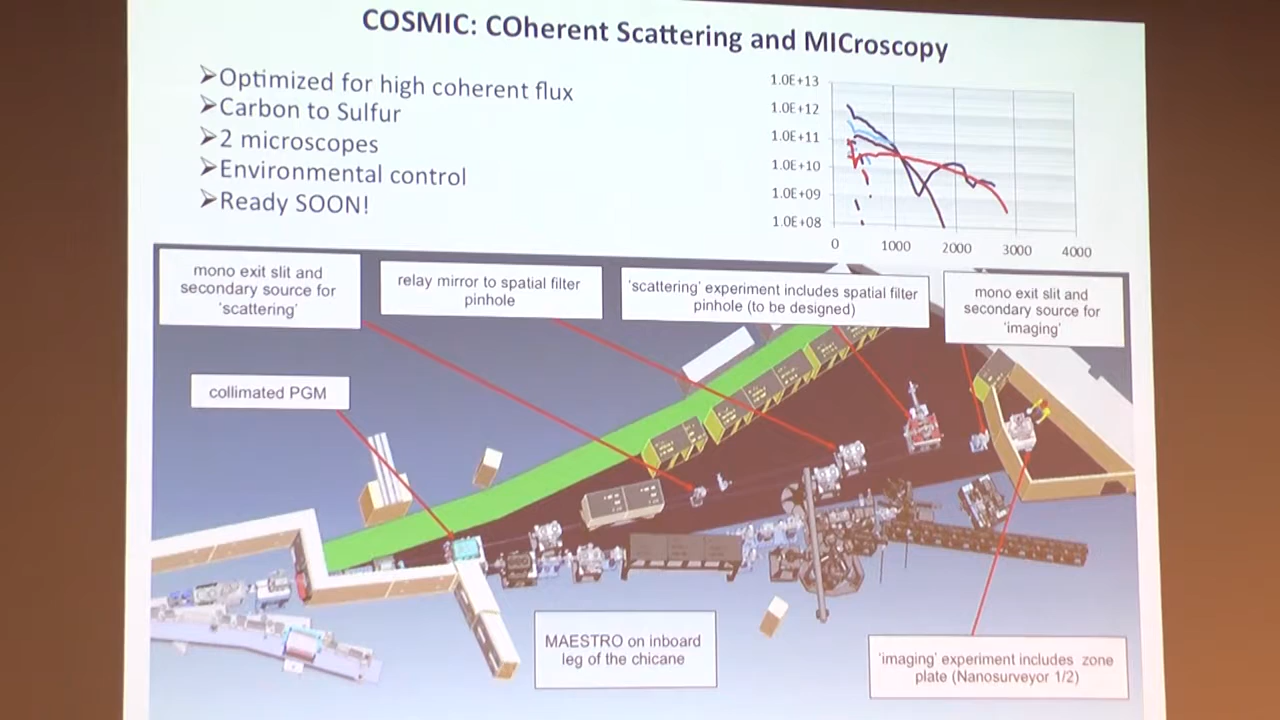 COSMIC: COherent Scattering and MICroscopy
➢Optimized for high coherent flux
➢Carbon to Sulfur
➢2 microscopes
➢Environmental control
➢Ready SOON!
1.0E+13
1.0E+12
1.0E+11
1.0E+10
1.0E+09
1.0E+08
0 1000 2000 3000 4000
mono exit slit and
secondary source for
'scattering'
relay mirror to spatial filter
pinhole
'scattering' experiment includes spatial filter
pinhole (to be designed)
mono exit slit and
secondary source for
'imaging'
collimated PGM
MAESTRO on inboard
leg of the chicane
'imaging' experiment includes zone
plate (Nanosurveyor 1/2)